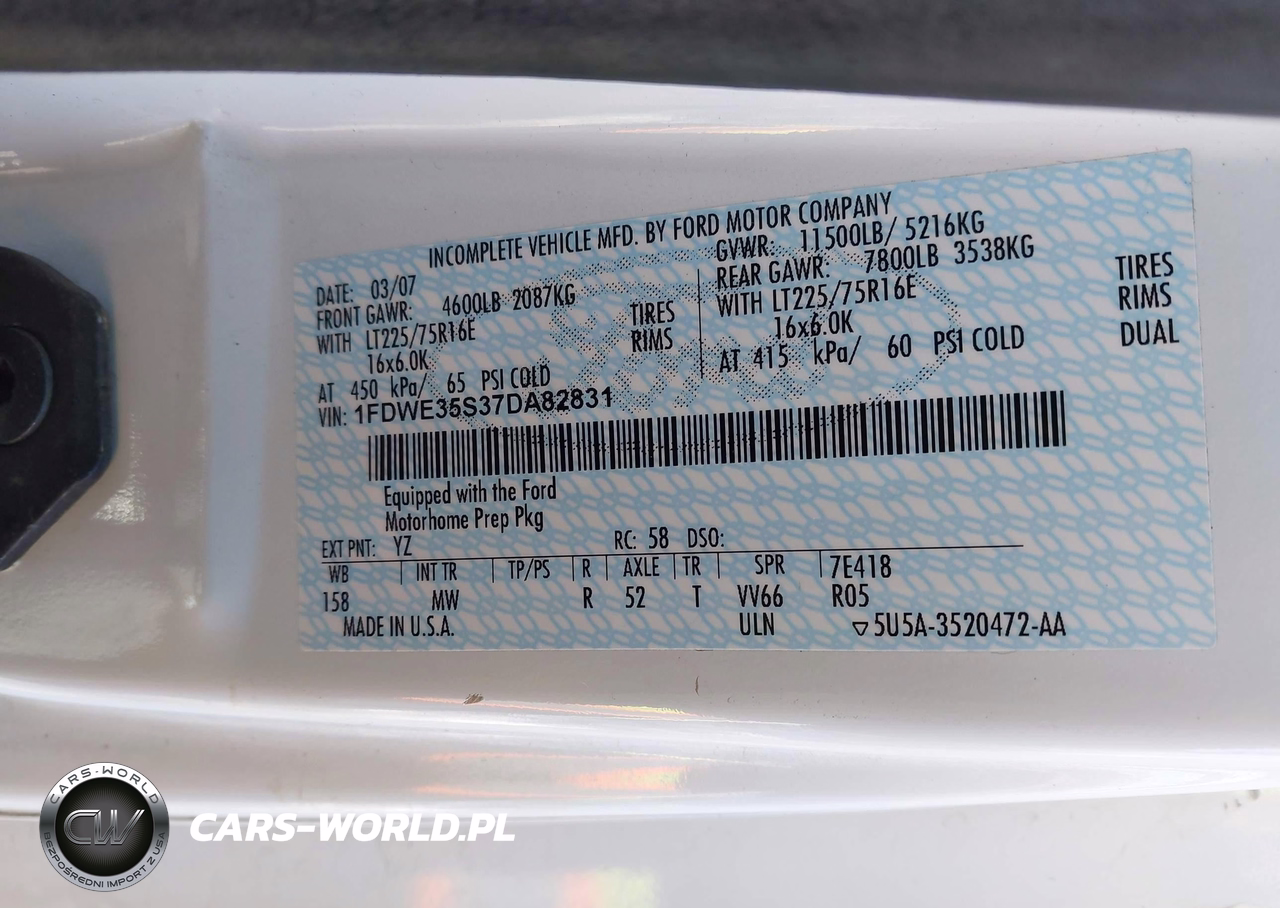 INCOMPLETE VEHICLE MFD. BY FORD MOTOR COMPANY
DATE: 03/07
GVWR: 11500LB/ 5216KG
FRONT GAWR: 4600LB 2087KG
REAR GAWR: 7800LB 3538KG
WITH LT225/75R16E TIRES
WITH LT225/75R16E TIRES
16x6.0K RIMS
16x6.0K RIMS
AT 450 kPa/ 65 PSI COLD
AT 415 kPa/ 60 PSI COLD DUAL
VIN: 1FDWE35S37DA82831
Equipped with the Ford
Motorhome Prep Pkg
EXT PNT: YZ RC: 58 DSO:
WB INT TR TP/PS R AXLE TR SPR 7E418
158 MW R 52 T VV66 R05
MADE IN U.S.A. ULN ▽5U5A-3520472-AA
CARS-WORLD
CW
BEZPOŚREDNI IMPORT Z USA
CARS-WORLD.PL